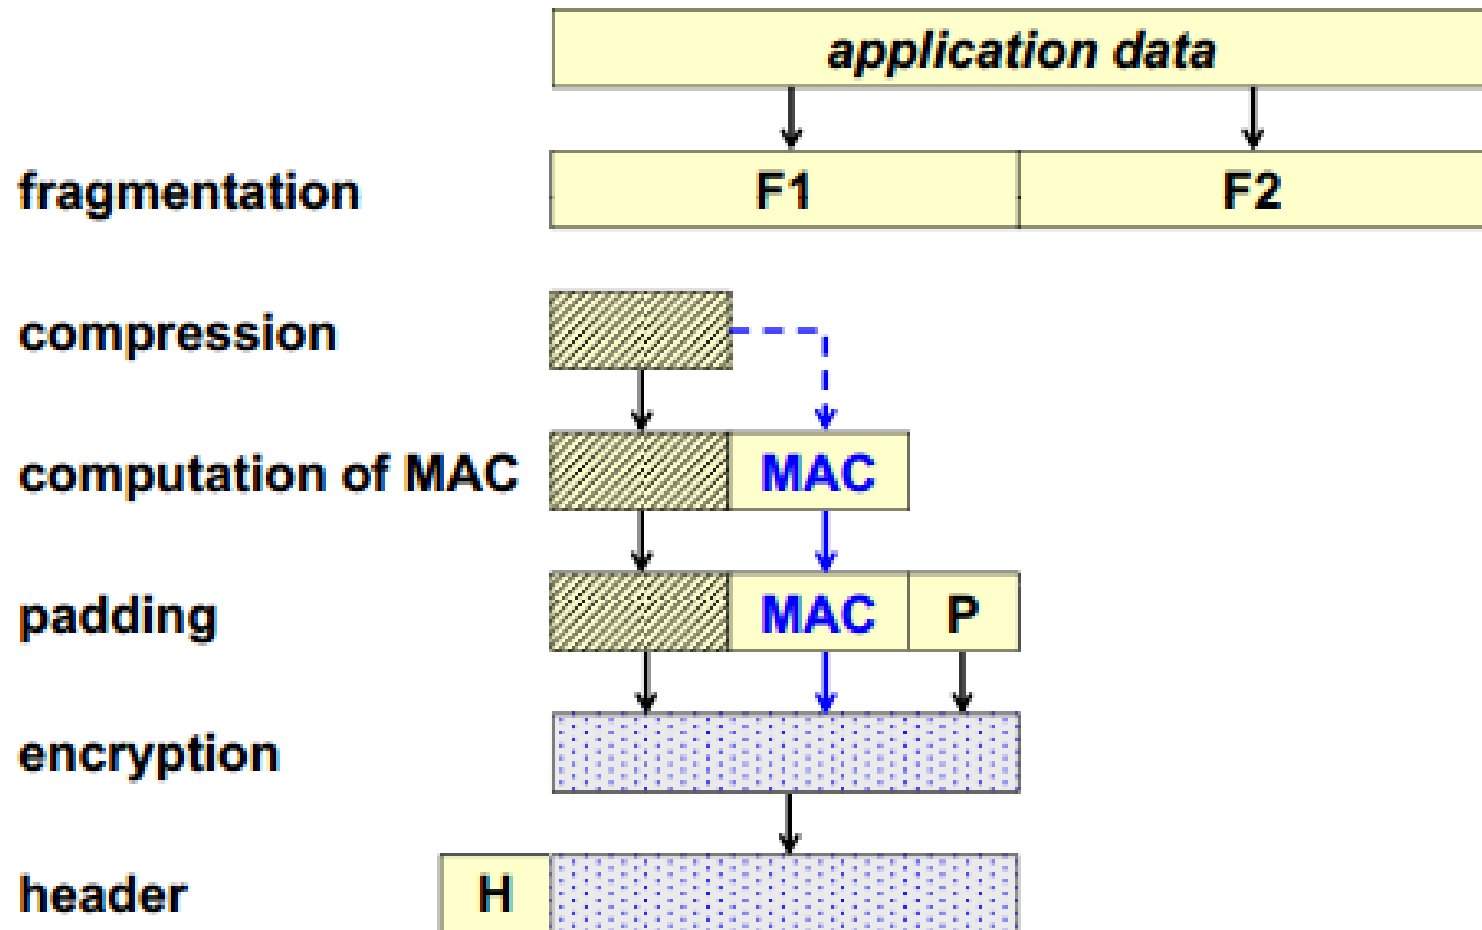 application data
fragmentation F1 F2
compression
computation of MAC MAC
padding MAC P
encryption
header H